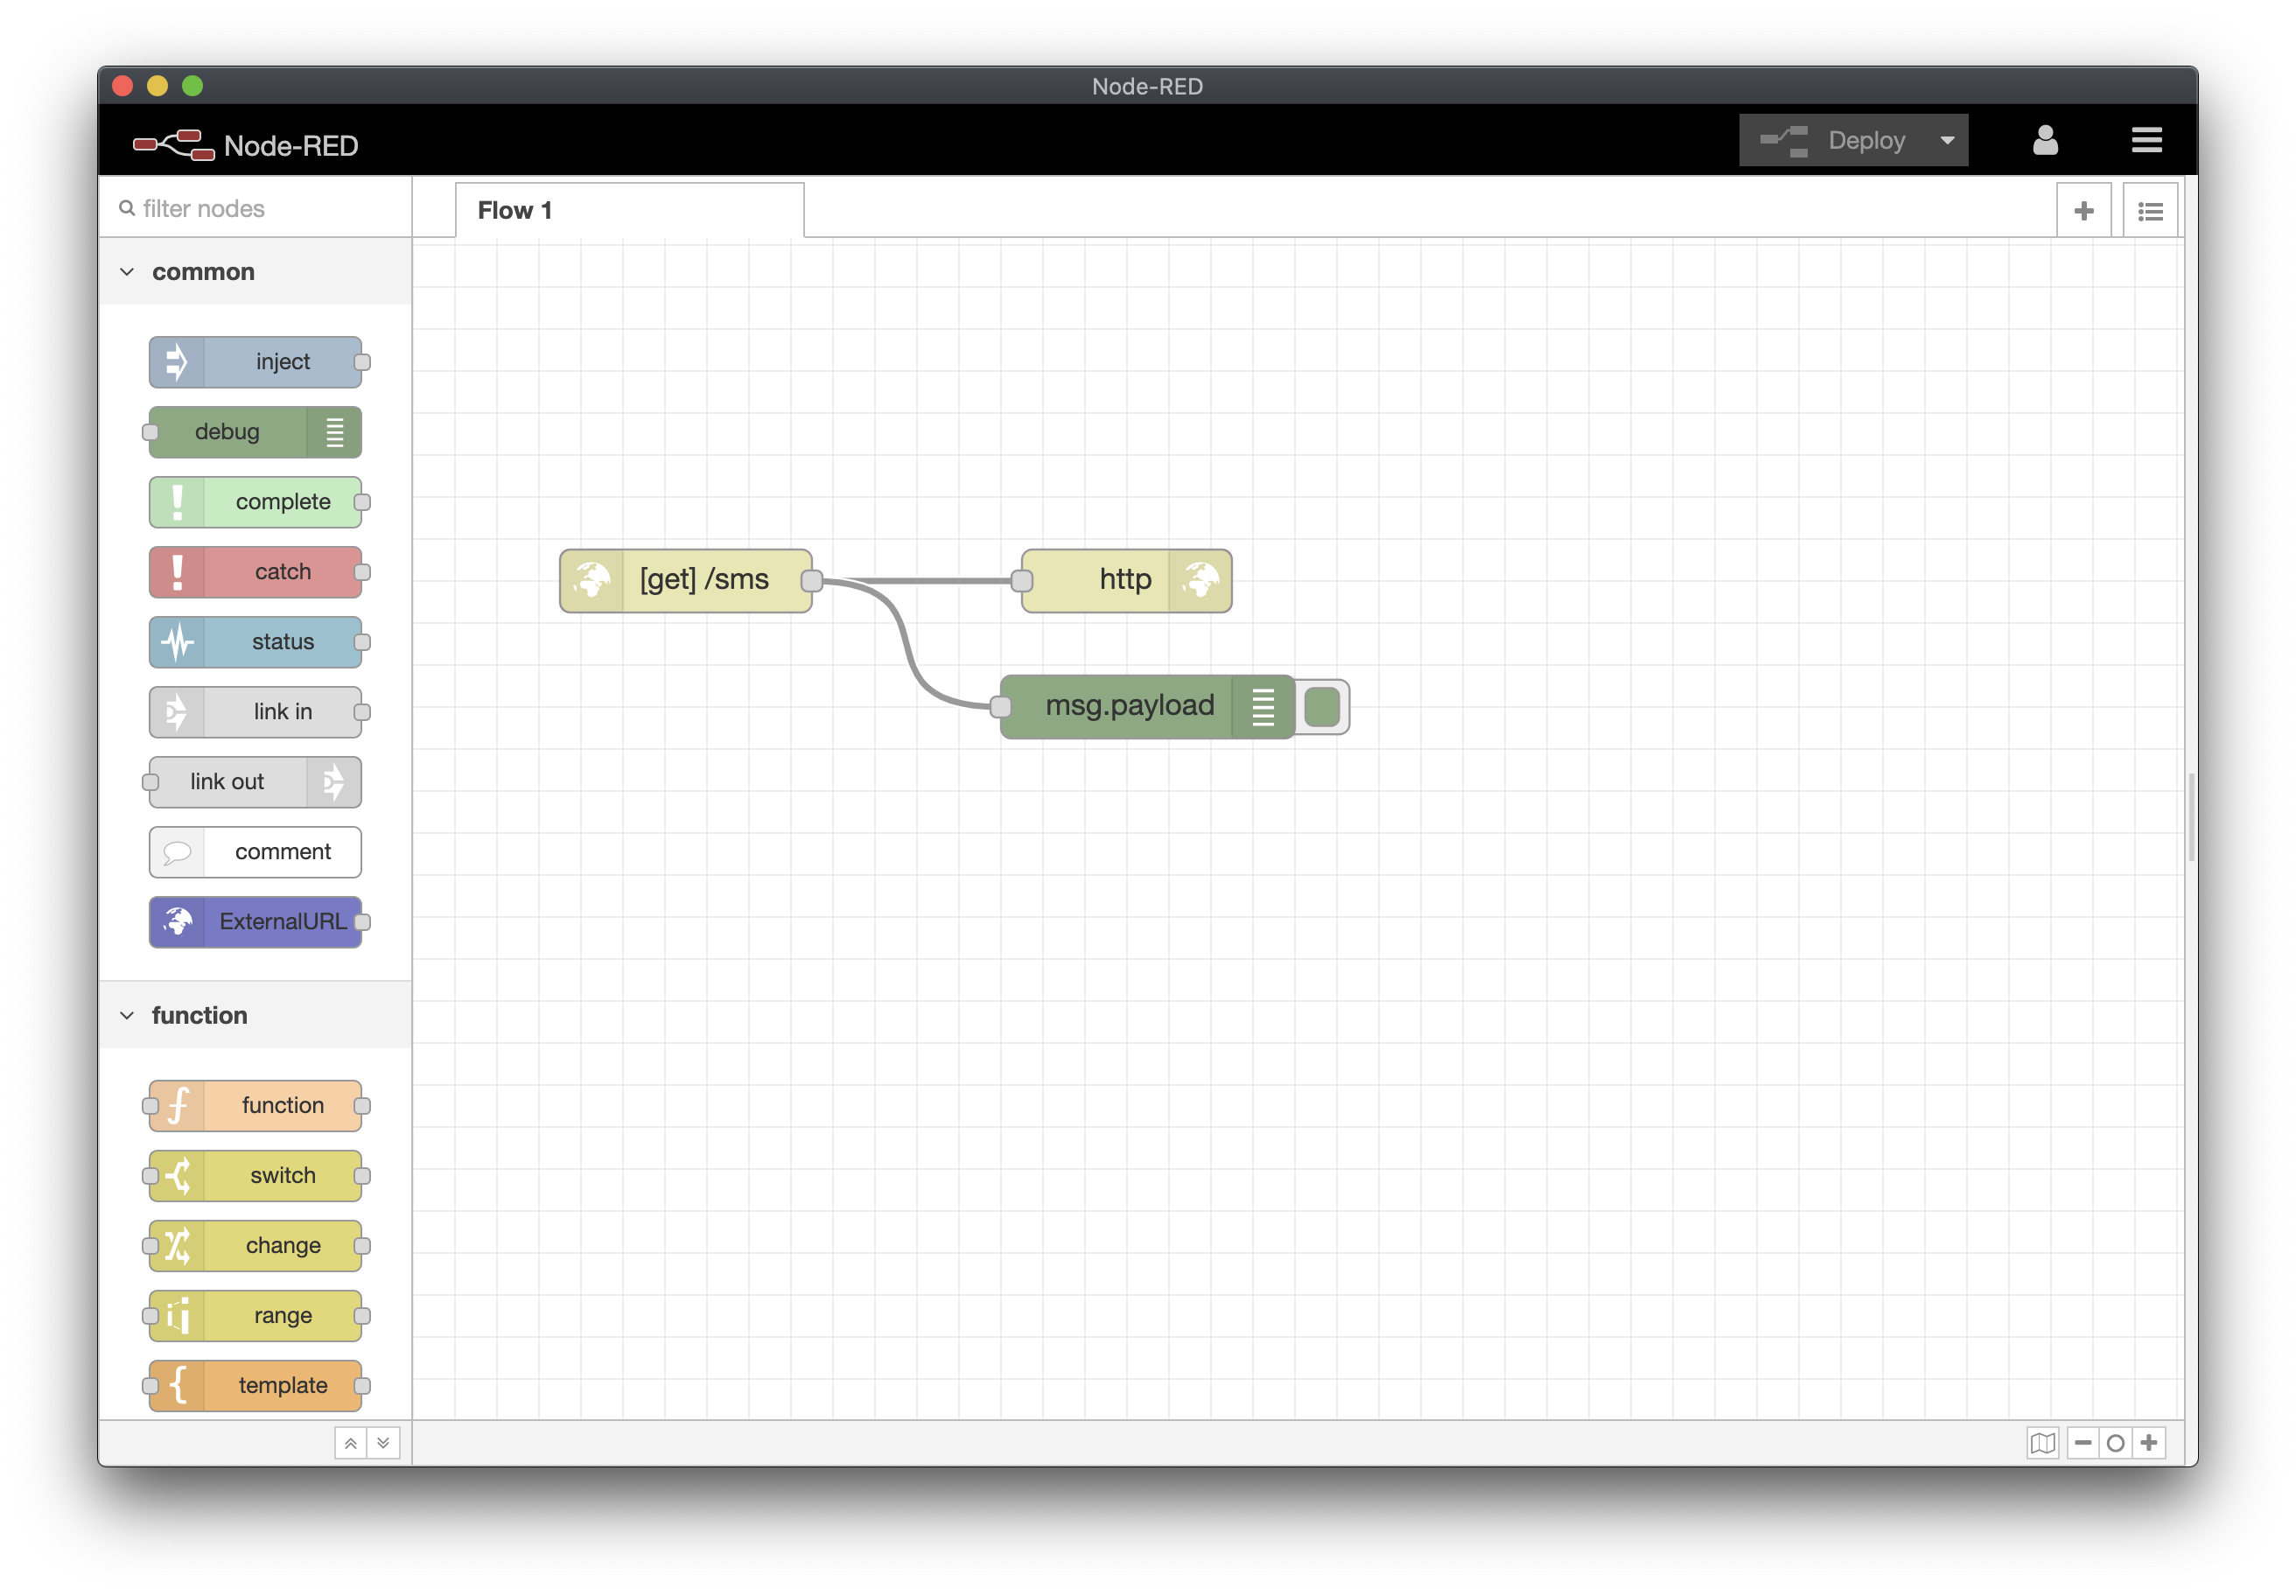 Node-RED
Node-RED
Deploy
filter nodes
Flow 1
common
inject
debug
complete
catch
status
link in
link out
comment
ExternalURL
function
function
switch
change
range
template
[get] /sms
http
msg.payload